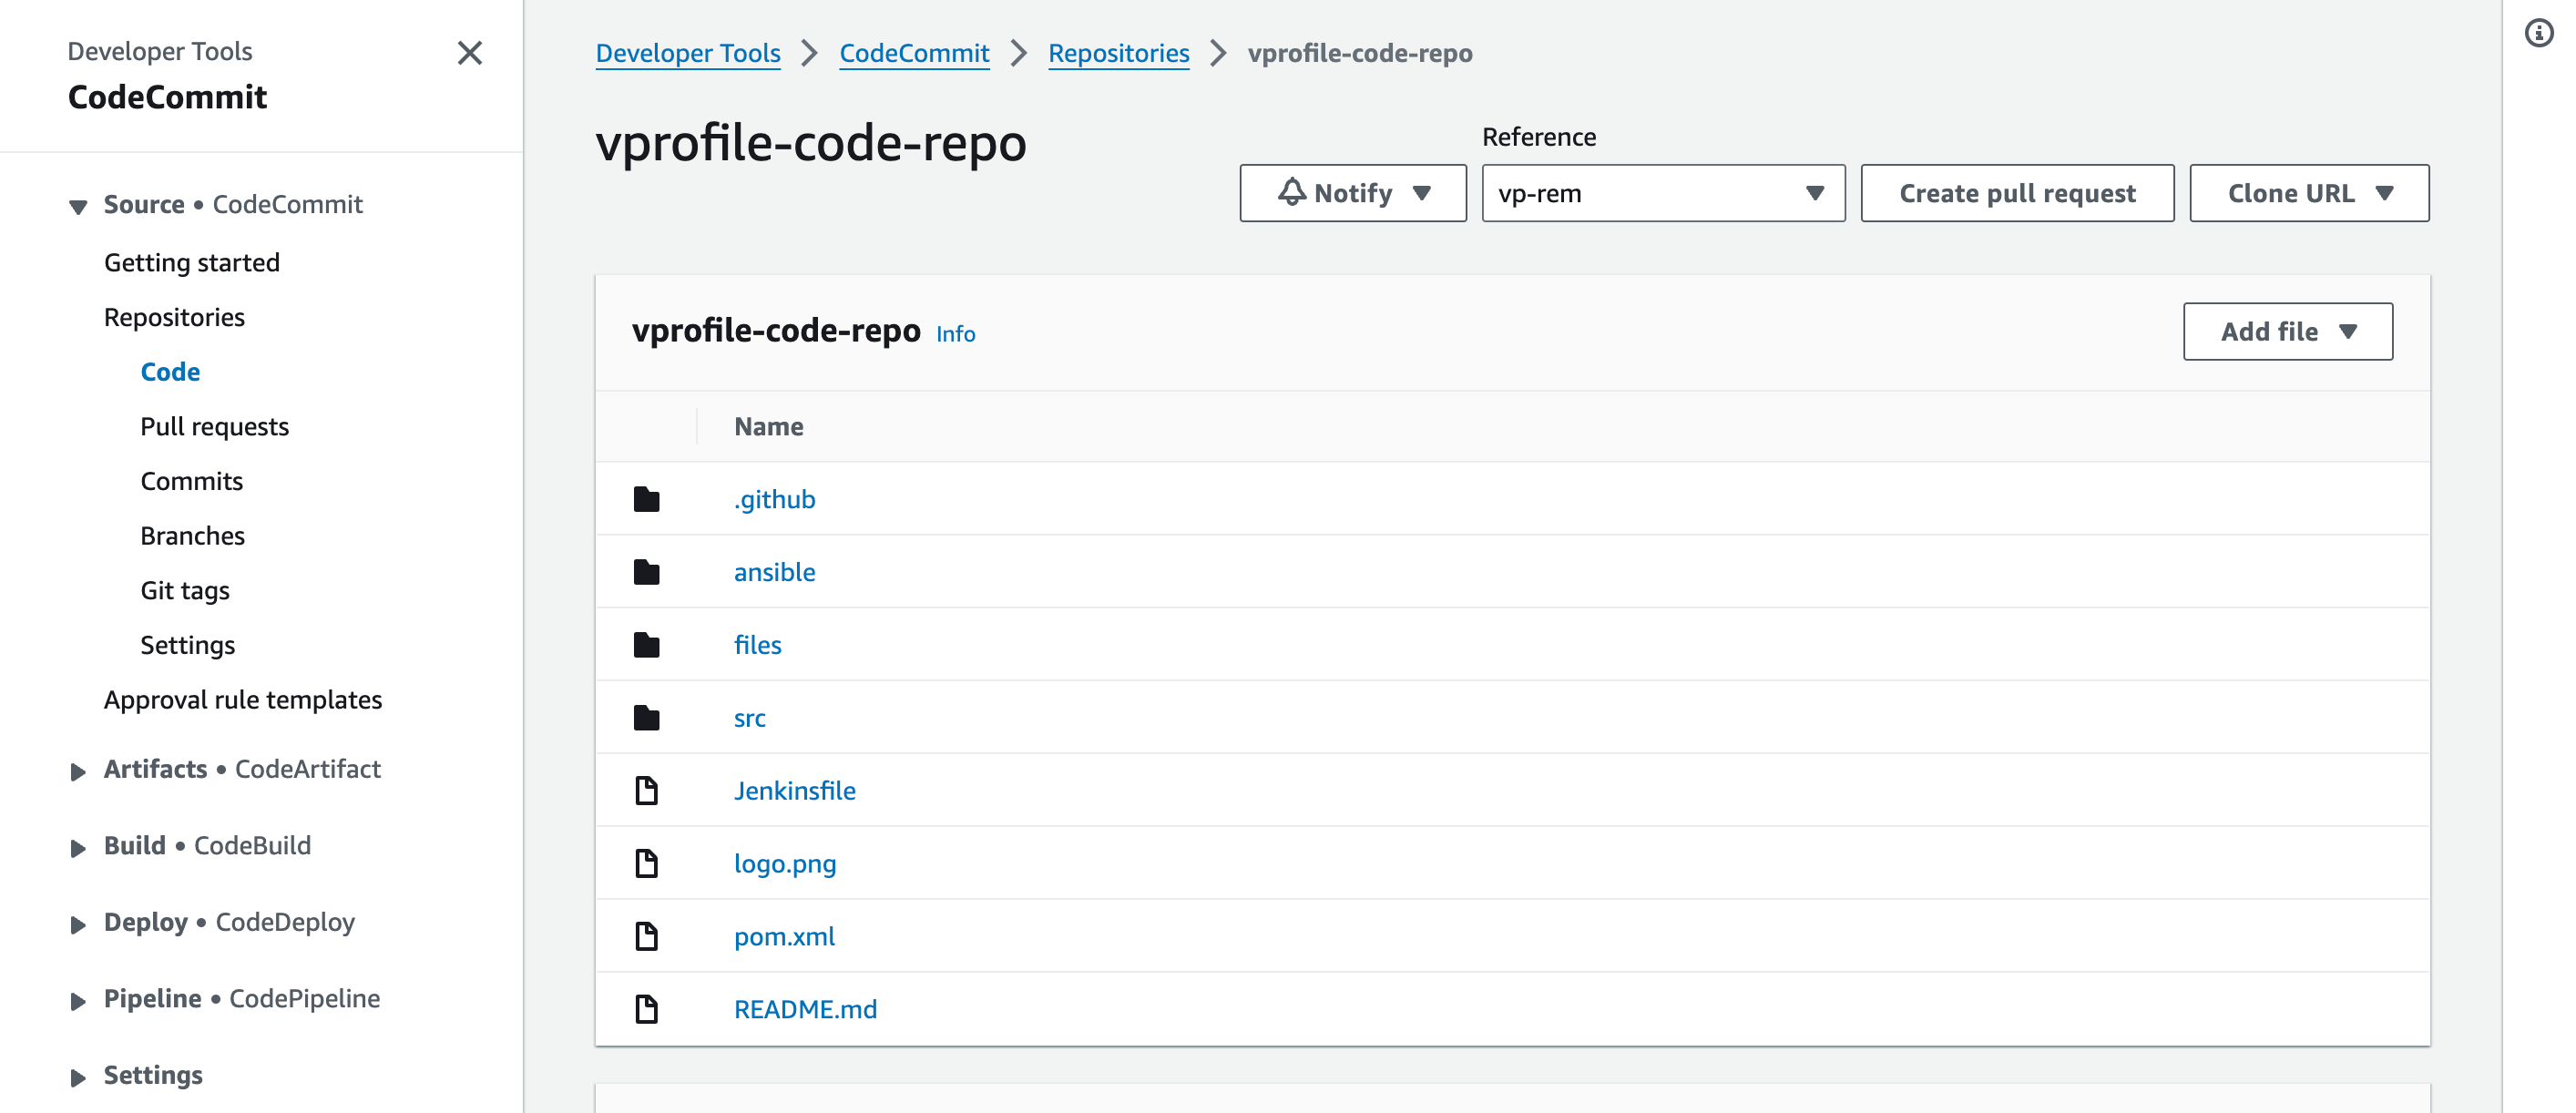 Developer Tools
CodeCommit
Source • CodeCommit
Getting started
Repositories
Code
Pull requests
Commits
Branches
Git tags
Settings
Approval rule templates
Artifacts • CodeArtifact
Build • CodeBuild
Deploy • CodeDeploy
Pipeline • CodePipeline
Settings
Developer Tools > CodeCommit > Repositories > vprofile-code-repo
vprofile-code-repo
Reference
Notify vp-rem Create pull request Clone URL
vprofile-code-repo Info Add file
Name
.github
ansible
files
src
Jenkinsfile
logo.png
pom.xml
README.md